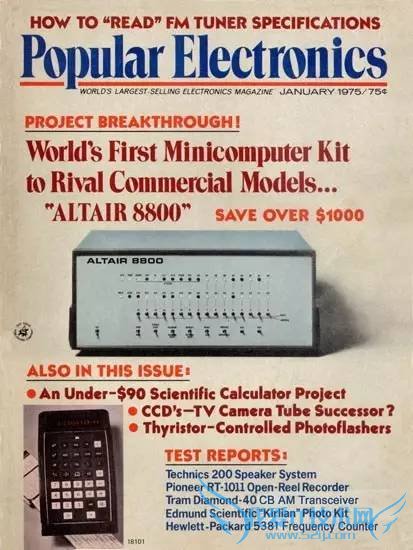 HOW TO “READ” FM TUNER SPECIFICATIONS
Popular Electronics
WORLD'S LARGEST-SELLING ELECTRONICS MAGAZINE JANUARY 1975/75¢
PROJECT BREAKTHROUGH!
World's First Minicomputer Kit
to Rival Commercial Models...
"ALTAIR 8800" SAVE OVER $1000
ALTAIR 8800
ALSO IN THIS ISSUE:
● An Under-$90 Scientific Calculator Project
● CCD's—TV Camera Tube Successor?
● Thyristor-Controlled Photoflashers
TEST REPORTS:
Technics 200 Speaker System
Pioneer RT-1011 Open-Reel Recorder
Tram Diamond-40 CB AM Transceiver
Edmund Scientific "Kirlian" Photo Kit
Hewlett-Packard 5381 Frequency Counter
18101